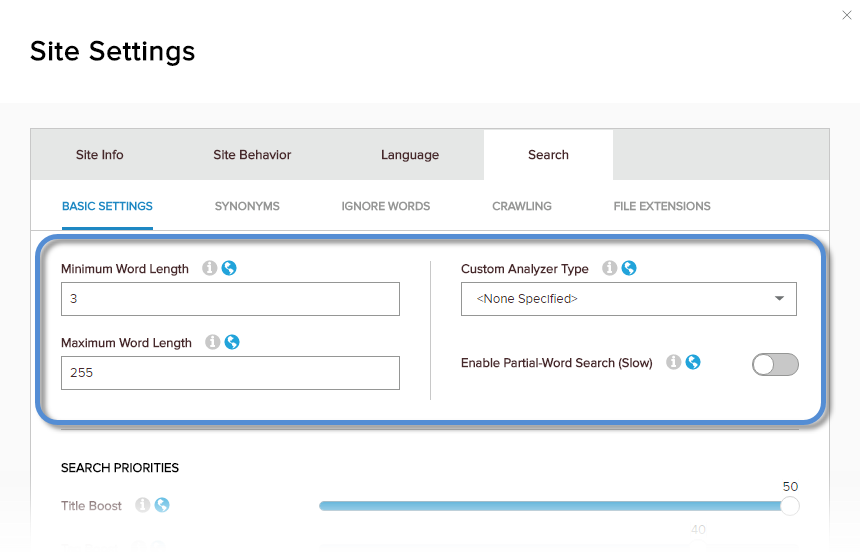 Site Settings
Site Info Site Behavior Language Search
BASIC SETTINGS SYNONYMS IGNORE WORDS CRAWLING FILE EXTENSIONS
Minimum Word Length
3
Maximum Word Length
255
Custom Analyzer Type
<None Specified>
Enable Partial-Word Search (Slow)
SEARCH PRIORITIES
50
Title Boost
40